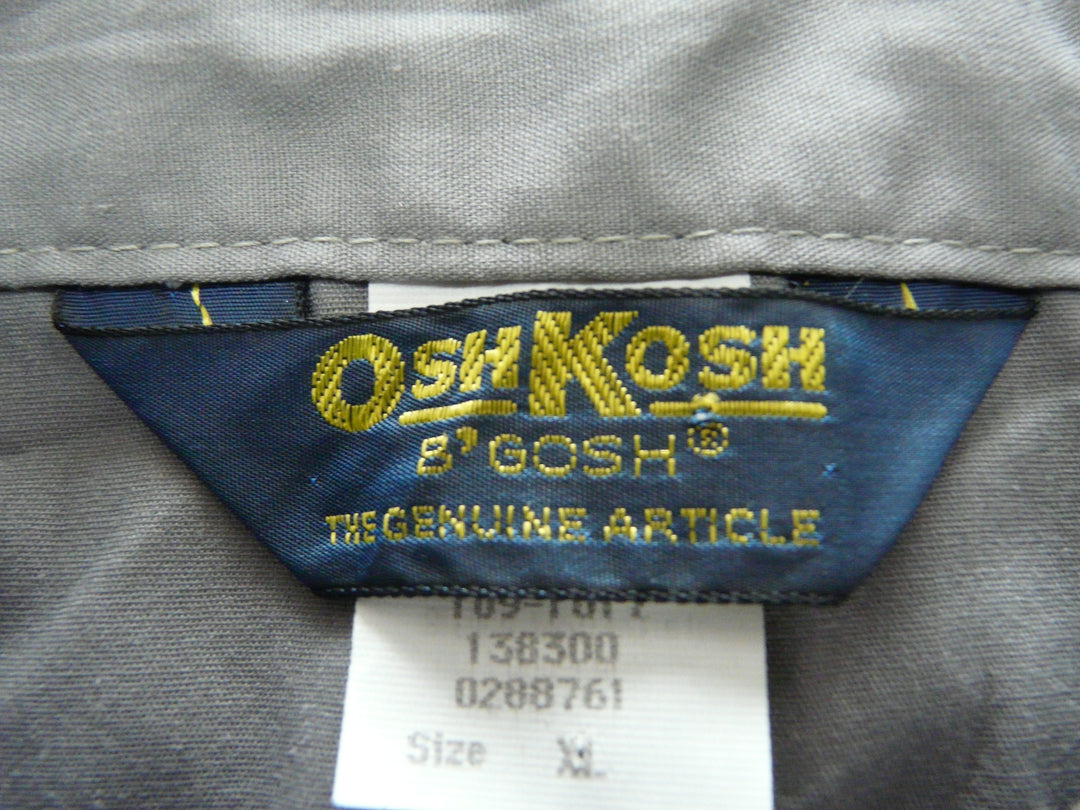 OSHKOSH
B'GOSH®
THE GENUINE ARTICLE
138300
0288761
Size XL